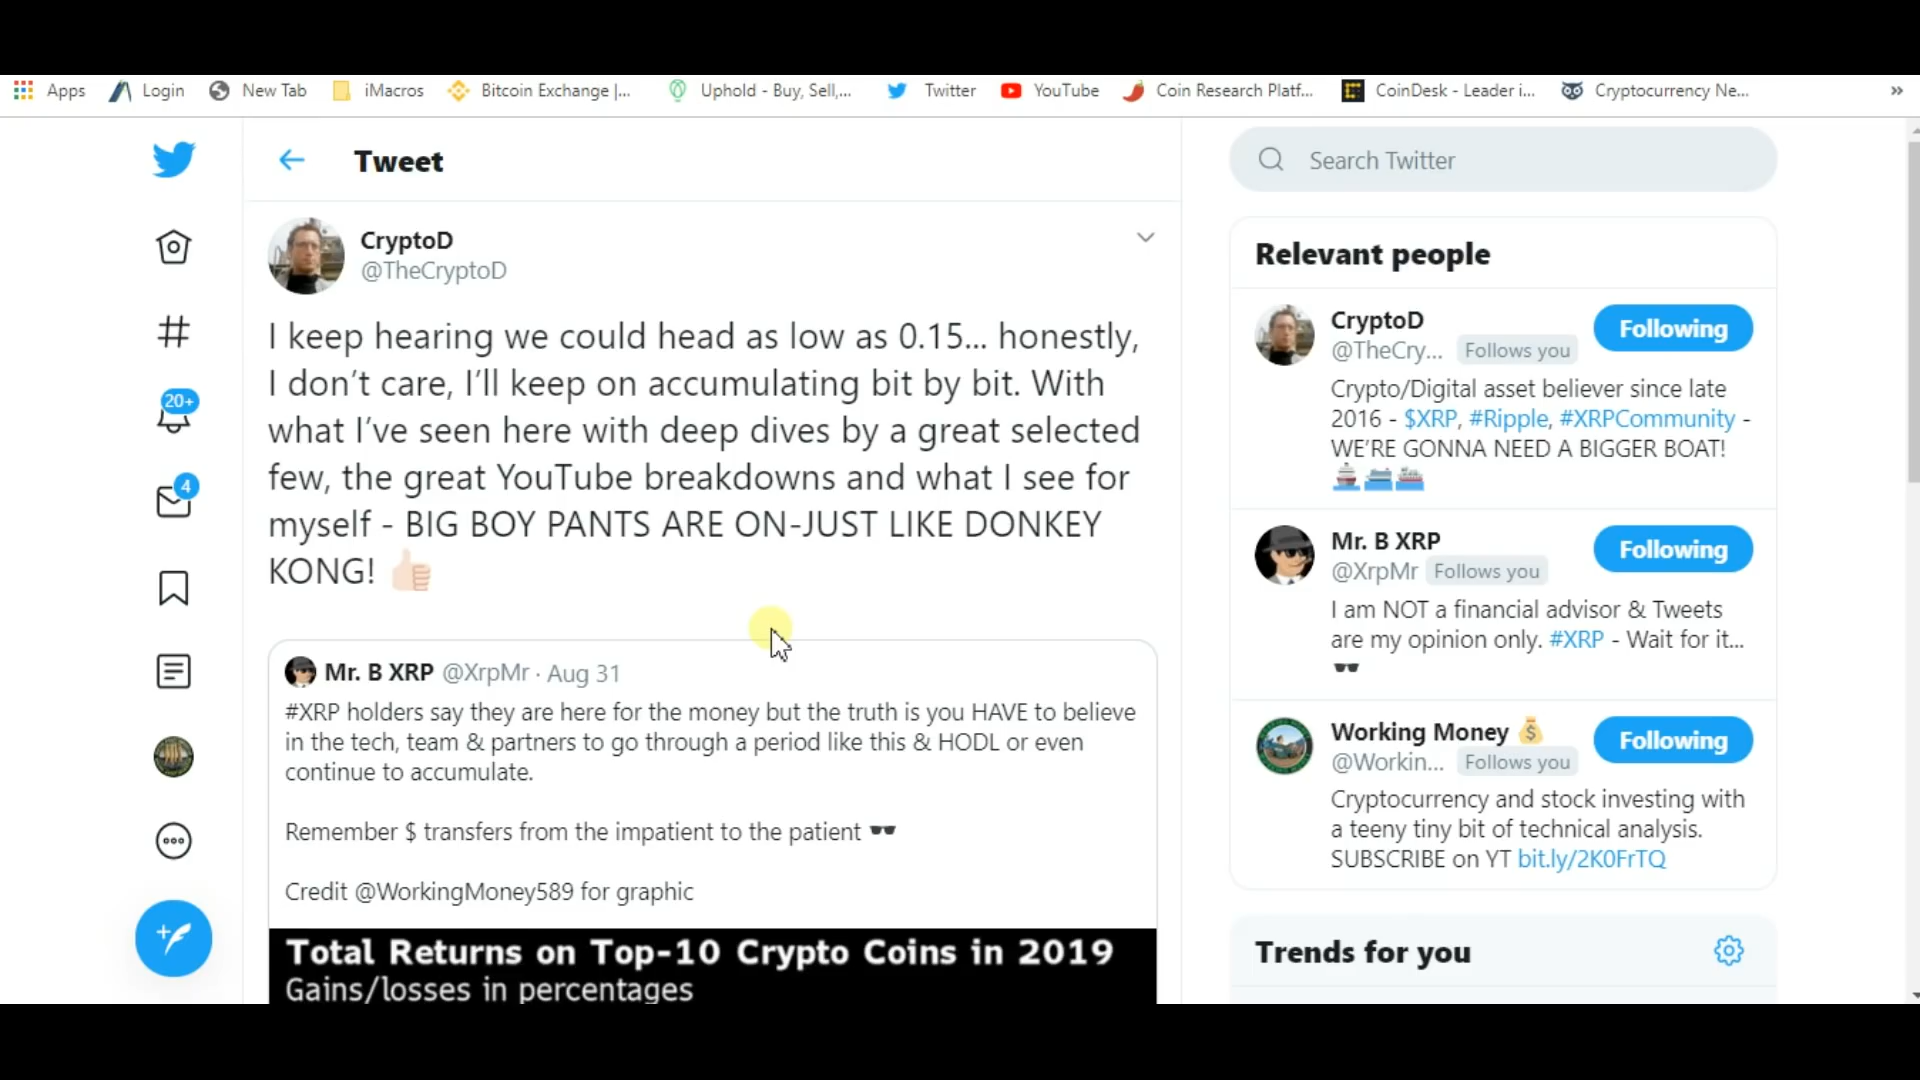 Apps Login New Tab iMacros Bitcoin Exchange |... Uphold - Buy, Sell,... Twitter YouTube Coin Research Platf... CoinDesk - Leader i... Cryptocurrency Ne... »
Tweet
Search Twitter
CryptoD
@TheCryptoD
I keep hearing we could head as low as 0.15... honestly,
I don’t care, I’ll keep on accumulating bit by bit. With
what I’ve seen here with deep dives by a great selected
few, the great YouTube breakdowns and what I see for
myself - BIG BOY PANTS ARE ON-JUST LIKE DONKEY
KONG! 👍🏻
Mr. B XRP @XrpMr · Aug 31
#XRP holders say they are here for the money but the truth is you HAVE to believe
in the tech, team & partners to go through a period like this & HODL or even
continue to accumulate.
Remember $ transfers from the impatient to the patient 🕶
Credit @WorkingMoney589 for graphic
Total Returns on Top-10 Crypto Coins in 2019
Gains/losses in percentages
20+
4
Relevant people
CryptoD
Following
@TheCry... Follows you
Crypto/Digital asset believer since late
2016 - $XRP, #Ripple, #XRPCommunity -
WE’RE GONNA NEED A BIGGER BOAT!
Mr. B XRP
Following
@XrpMr Follows you
I am NOT a financial advisor & Tweets
are my opinion only. #XRP - Wait for it...
🕶
Working Money 💰
Following
@Workin... Follows you
Cryptocurrency and stock investing with
a teeny tiny bit of technical analysis.
SUBSCRIBE on YT bit.ly/2K0FrTQ
Trends for you